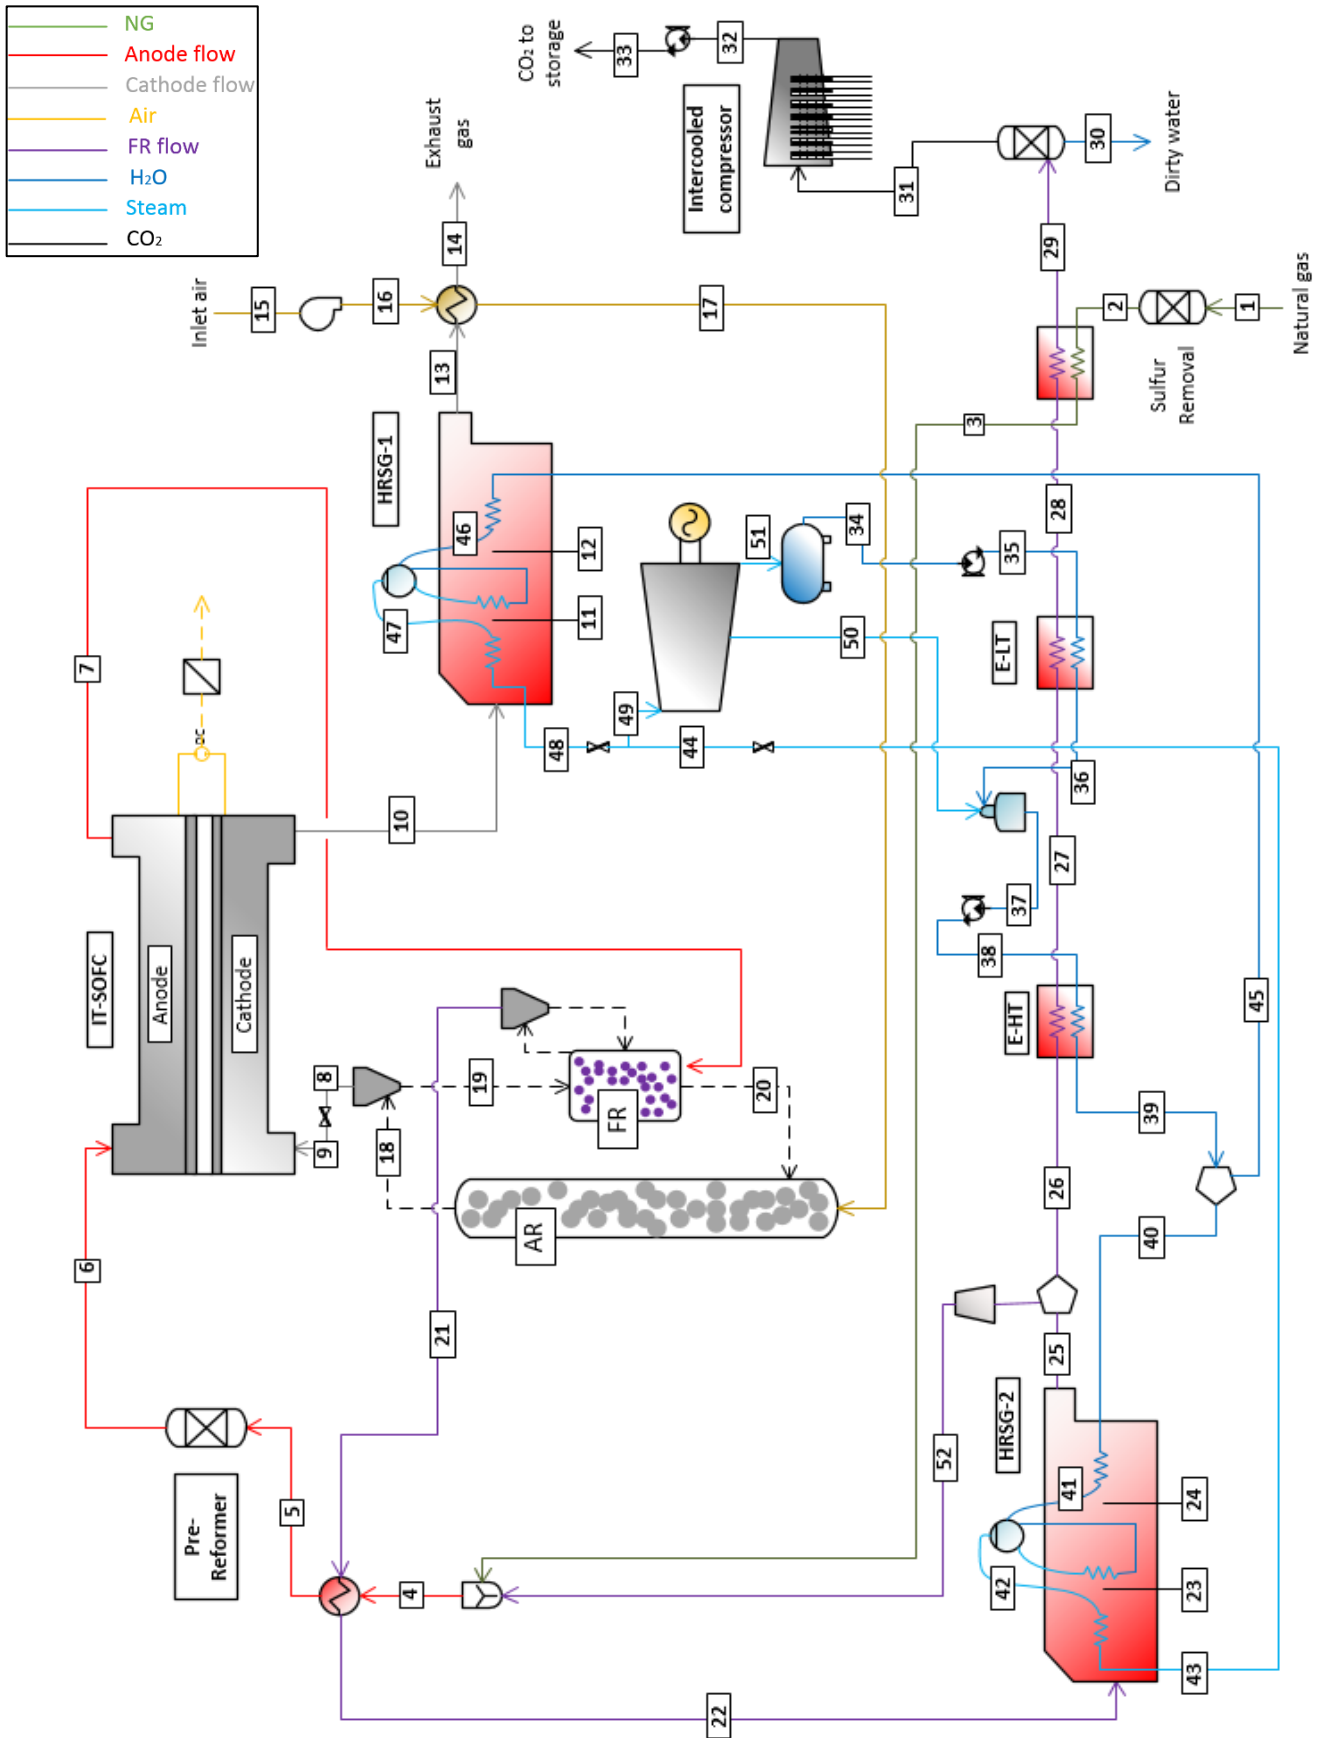 NG
Anode flow
Cathode flow
Air
FR flow
H₂O
Steam
CO₂
CO₂ to
storage
33
32
Intercooled
compressor
31
30
Dirty water
29
Exhaust
gas
14
13
Inlet air
15
16
17
2
1
Natural gas
Sulfur
Removal
3
HRSG-1
46
47
12
11
28
34
35
51
50
E-LT
49
48
44
36
7
DC
10
IT-SOFC
Anode
Cathode
27
37
38
E-HT
45
8
9
19
18
20
FR
AR
39
26
40
6
21
25
52
HRSG-2
41
42
24
23
43
Pre-
Reformer
5
4
22